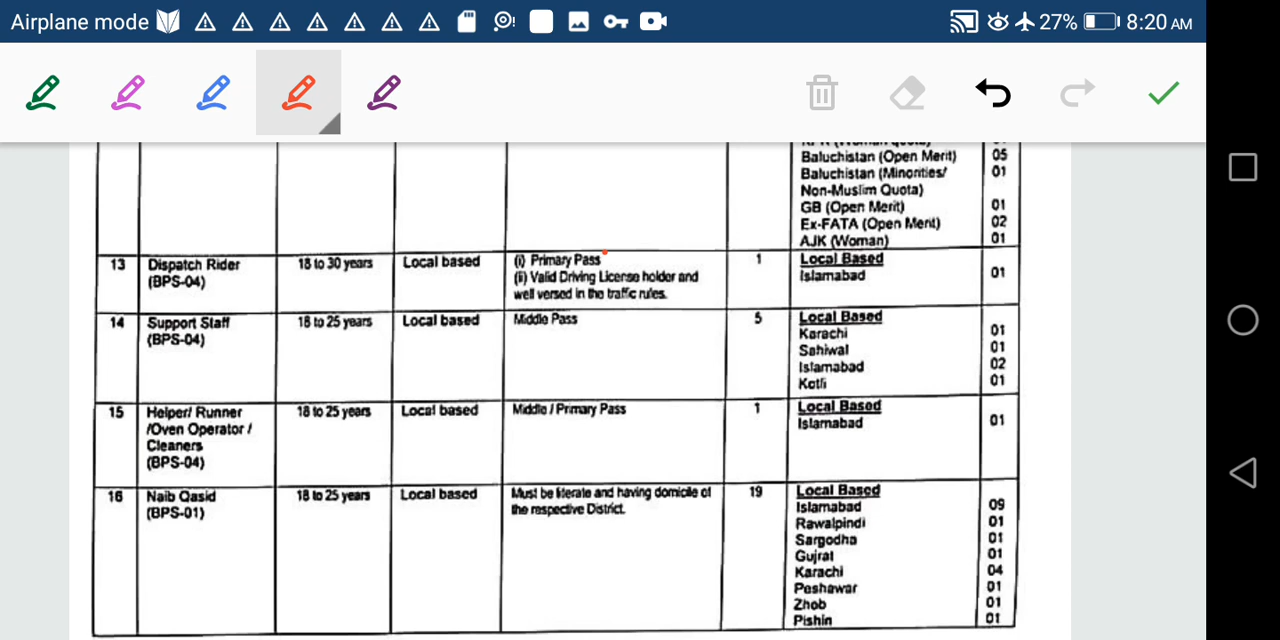 Airplane mode 27% 8:20 AM
Baluchistan (Open Merit) 05
Baluchistan (Minorities/ 01
Non-Muslim Quota)
GB (Open Merit) 01
Ex-FATA (Open Merit) 02
AJK (Woman) 01
13 Dispatch Rider 18 to 30 years Local based (i) Primary Pass 1 Local Based
(BPS-04) (ii) Valid Driving License holder and Islamabad 01
well versed in the traffic rules.
14 Support Staff 18 to 25 years Local based Middle Pass 5 Local Based
(BPS-04) Karachi 01
Sahiwal 01
Islamabad 02
Kotli 01
15 Helper/ Runner 18 to 25 years Local based Middle / Primary Pass 1 Local Based
/Oven Operator / Islamabad 01
Cleaners
(BPS-04)
16 Naib Qasid 18 to 25 years Local based Must be literate and having domicile of 19 Local Based
(BPS-01) the respective District. Islamabad 09
Rawalpindi 01
Sargodha 01
Gujrat 01
Karachi 04
Peshawar 01
Zhob 01
Pishin 01